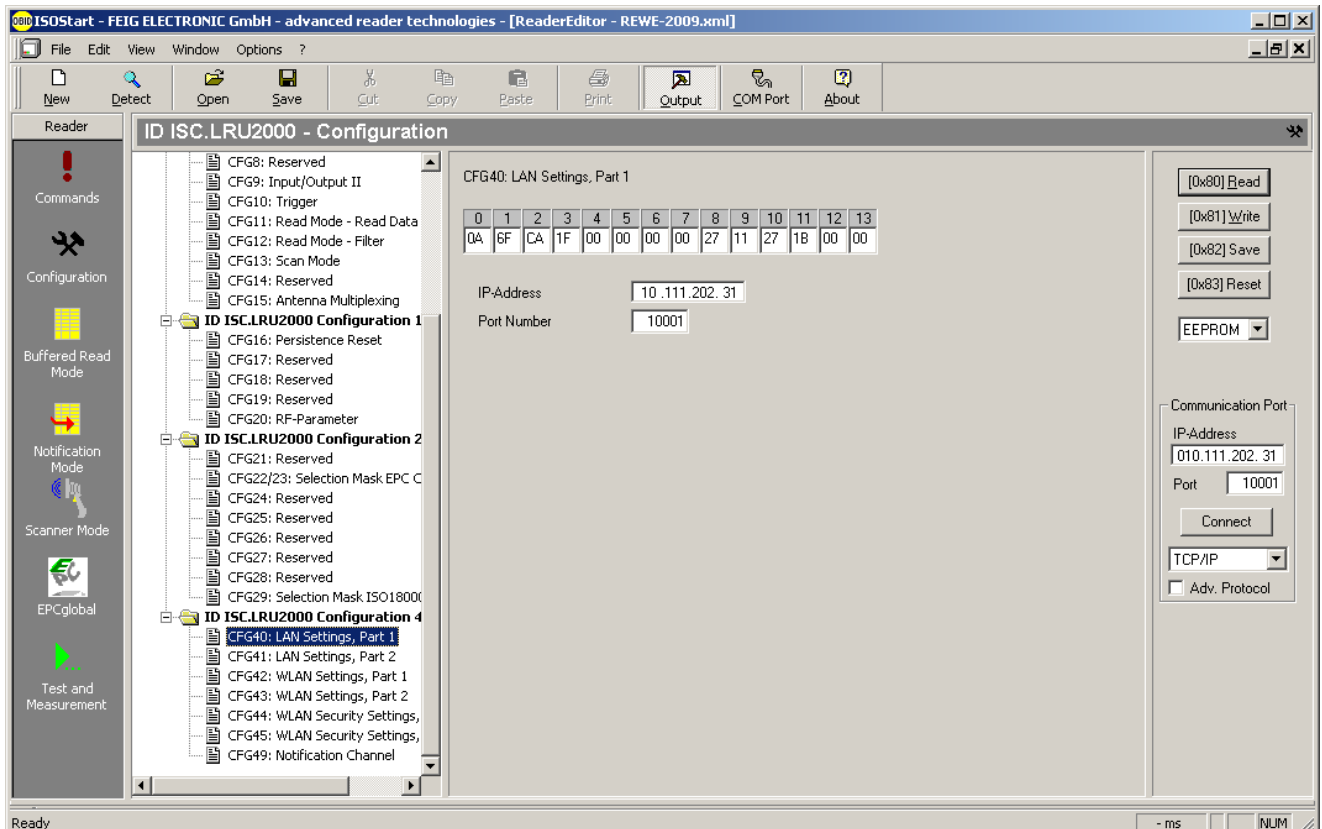 OBID ISOStart - FEIG ELECTRONIC GmbH - advanced reader technologies - [ReaderEditor - REWE-2009.xml]
File Edit View Window Options ?
New Detect Open Save Cut Copy Paste Print Output COM Port About
Reader
Commands
Configuration
Buffered Read
Mode
Notification
Mode
Scanner Mode
EPCglobal
Test and
Measurement
ID ISC.LRU2000 - Configuration
CFG8: Reserved
CFG9: Input/Output II
CFG10: Trigger
CFG11: Read Mode - Read Data
CFG12: Read Mode - Filter
CFG13: Scan Mode
CFG14: Reserved
CFG15: Antenna Multiplexing
ID ISC.LRU2000 Configuration 1
CFG16: Persistence Reset
CFG17: Reserved
CFG18: Reserved
CFG19: Reserved
CFG20: RF-Parameter
ID ISC.LRU2000 Configuration 2
CFG21: Reserved
CFG22/23: Selection Mask EPC C
CFG24: Reserved
CFG25: Reserved
CFG26: Reserved
CFG27: Reserved
CFG28: Reserved
CFG29: Selection Mask ISO1800
ID ISC.LRU2000 Configuration 4
CFG40: LAN Settings, Part 1
CFG41: LAN Settings, Part 2
CFG42: WLAN Settings, Part 1
CFG43: WLAN Settings, Part 2
CFG44: WLAN Security Settings,
CFG45: WLAN Security Settings,
CFG49: Notification Channel
CFG40: LAN Settings, Part 1
0 1 2 3 4 5 6 7 8 9 10 11 12 13
0A 6F CA 1F 00 00 00 00 27 11 27 1B 00 00
IP-Address 10 .111.202. 31
Port Number 10001
[0x80] Read
[0x81] Write
[0x82] Save
[0x83] Reset
EEPROM
Communication Port
IP-Address
010.111.202. 31
Port 10001
Connect
TCP/IP
Adv. Protocol
Ready - ms NUM